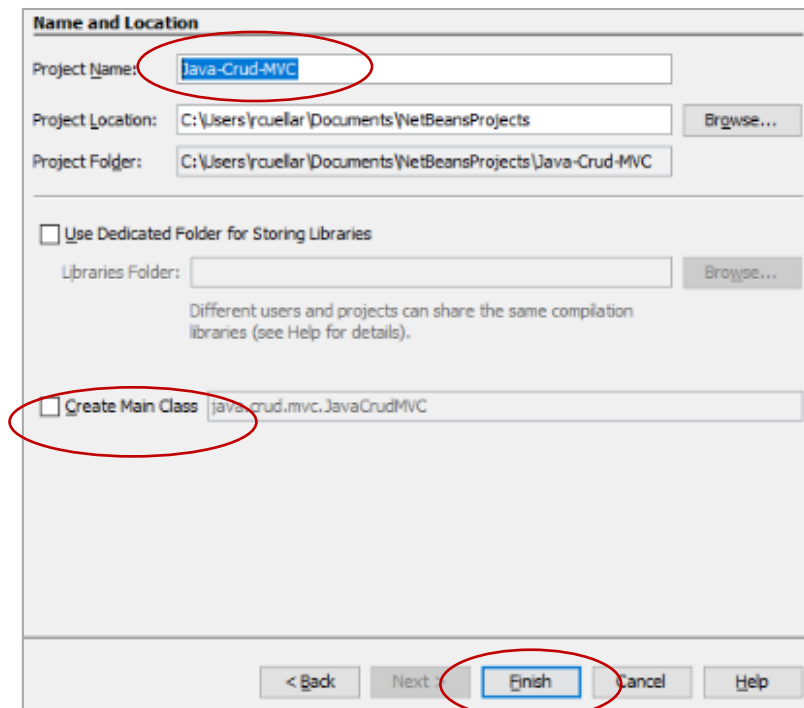 Name and Location
Project Name: Java-Crud-MVC
Project Location: C:\Users\rcuellar\Documents\NetBeansProjects Browse...
Project Folder: C:\Users\rcuellar\Documents\NetBeansProjects\Java-Crud-MVC
Use Dedicated Folder for Storing Libraries
Libraries Folder: Browse...
Different users and projects can share the same compilation
libraries (see Help for details).
Create Main Class java.crud.mvc.JavaCrudMVC
< Back Next > Finish Cancel Help